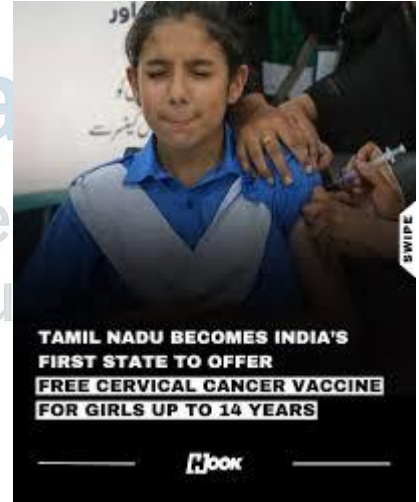 اور
TAMIL NADU BECOMES INDIA'S
FIRST STATE TO OFFER
FREE CERVICAL CANCER VACCINE
FOR GIRLS UP TO 14 YEARS
SWIPE
HOOK